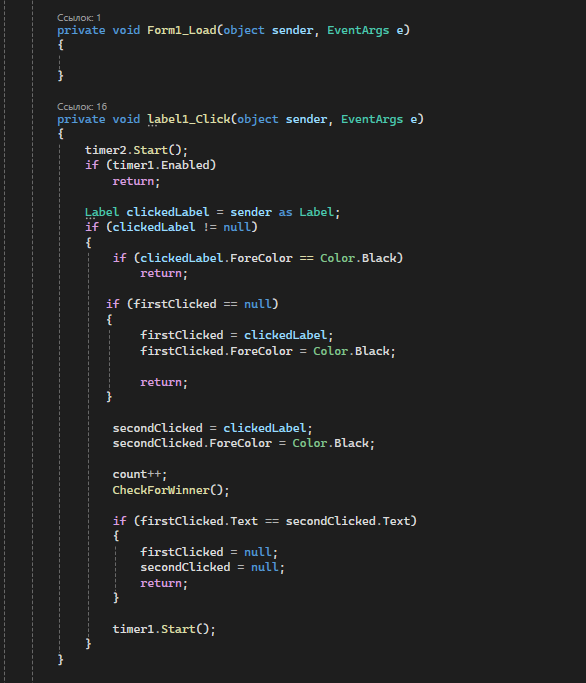 Ссылок: 1
private void Form1_Load(object sender, EventArgs e)
{
}
Ссылок: 16
private void label1_Click(object sender, EventArgs e)
{
timer2.Start();
if (timer1.Enabled)
return;
Label clickedLabel = sender as Label;
if (clickedLabel != null)
{
if (clickedLabel.ForeColor == Color.Black)
return;
if (firstClicked == null)
{
firstClicked = clickedLabel;
firstClicked.ForeColor = Color.Black;
return;
}
secondClicked = clickedLabel;
secondClicked.ForeColor = Color.Black;
count++;
CheckForWinner();
if (firstClicked.Text == secondClicked.Text)
{
firstClicked = null;
secondClicked = null;
return;
}
timer1.Start();
}
}